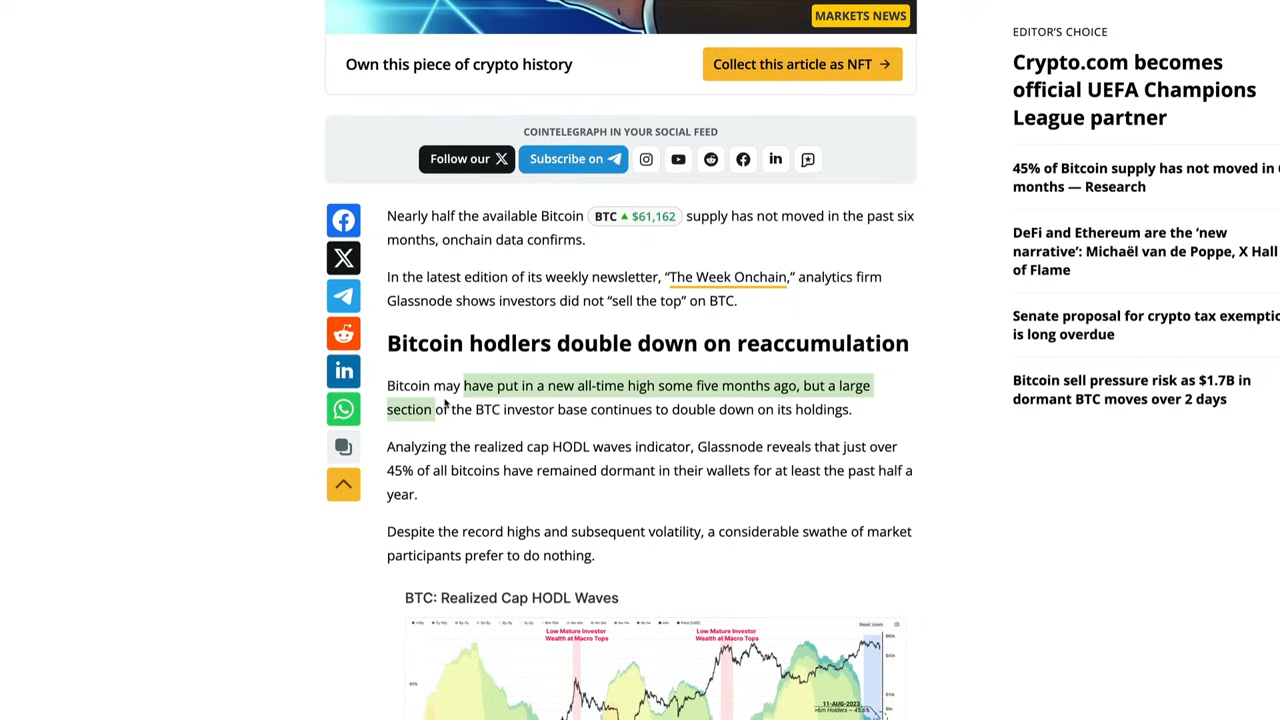 MARKETS NEWS
Own this piece of crypto history
Collect this article as NFT →
COINTELEGRAPH IN YOUR SOCIAL FEED
Follow our X
Subscribe on
Nearly half the available Bitcoin BTC ▲ $61,162 supply has not moved in the past six
months, onchain data confirms.
In the latest edition of its weekly newsletter, “The Week Onchain,” analytics firm
Glassnode shows investors did not “sell the top” on BTC.
Bitcoin hodlers double down on reaccumulation
Bitcoin may have put in a new all-time high some five months ago, but a large
section of the BTC investor base continues to double down on its holdings.
Analyzing the realized cap HODL waves indicator, Glassnode reveals that just over
45% of all bitcoins have remained dormant in their wallets for at least the past half a
year.
Despite the record highs and subsequent volatility, a considerable swathe of market
participants prefer to do nothing.
BTC: Realized Cap HODL Waves
Reset zoom
Low Mature Investor
Wealth at Macro Tops
Low Mature Investor
Wealth at Macro Tops
11-AUG-2023
EDITOR’S CHOICE
Crypto.com becomes
official UEFA Champions
League partner
45% of Bitcoin supply has not moved in
months — Research
DeFi and Ethereum are the ‘new
narrative’: Michaël van de Poppe, X Hall
of Flame
Senate proposal for crypto tax exemptic
is long overdue
Bitcoin sell pressure risk as $1.7B in
dormant BTC moves over 2 days